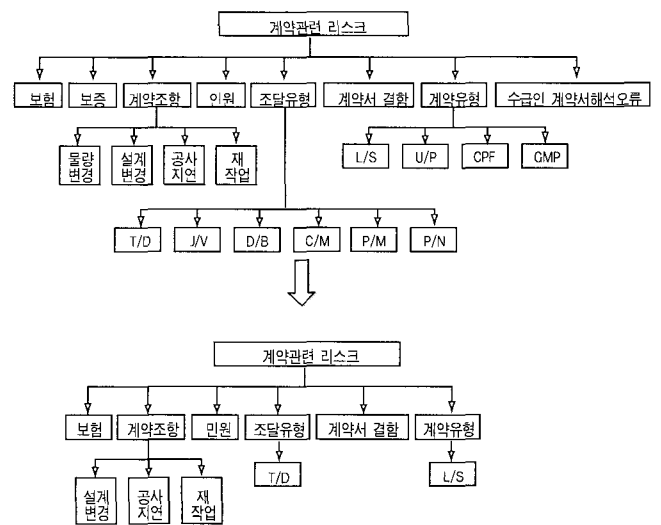 계약관련 리스크
보험 보증 계약조항 인원 조달유형 계약서 결함 계약유형 수급인 계약서해석오류
물량 설계 공사 재
변경 변경 지연 작업
L/S U/P CPF GMP
T/D J/V D/B C/M P/M P/N
계약관련 리스크
보험 계약조항 민원 조달유형 계약서 결함 계약유형
T/D L/S
설계 공사 재
변경 지연 작업